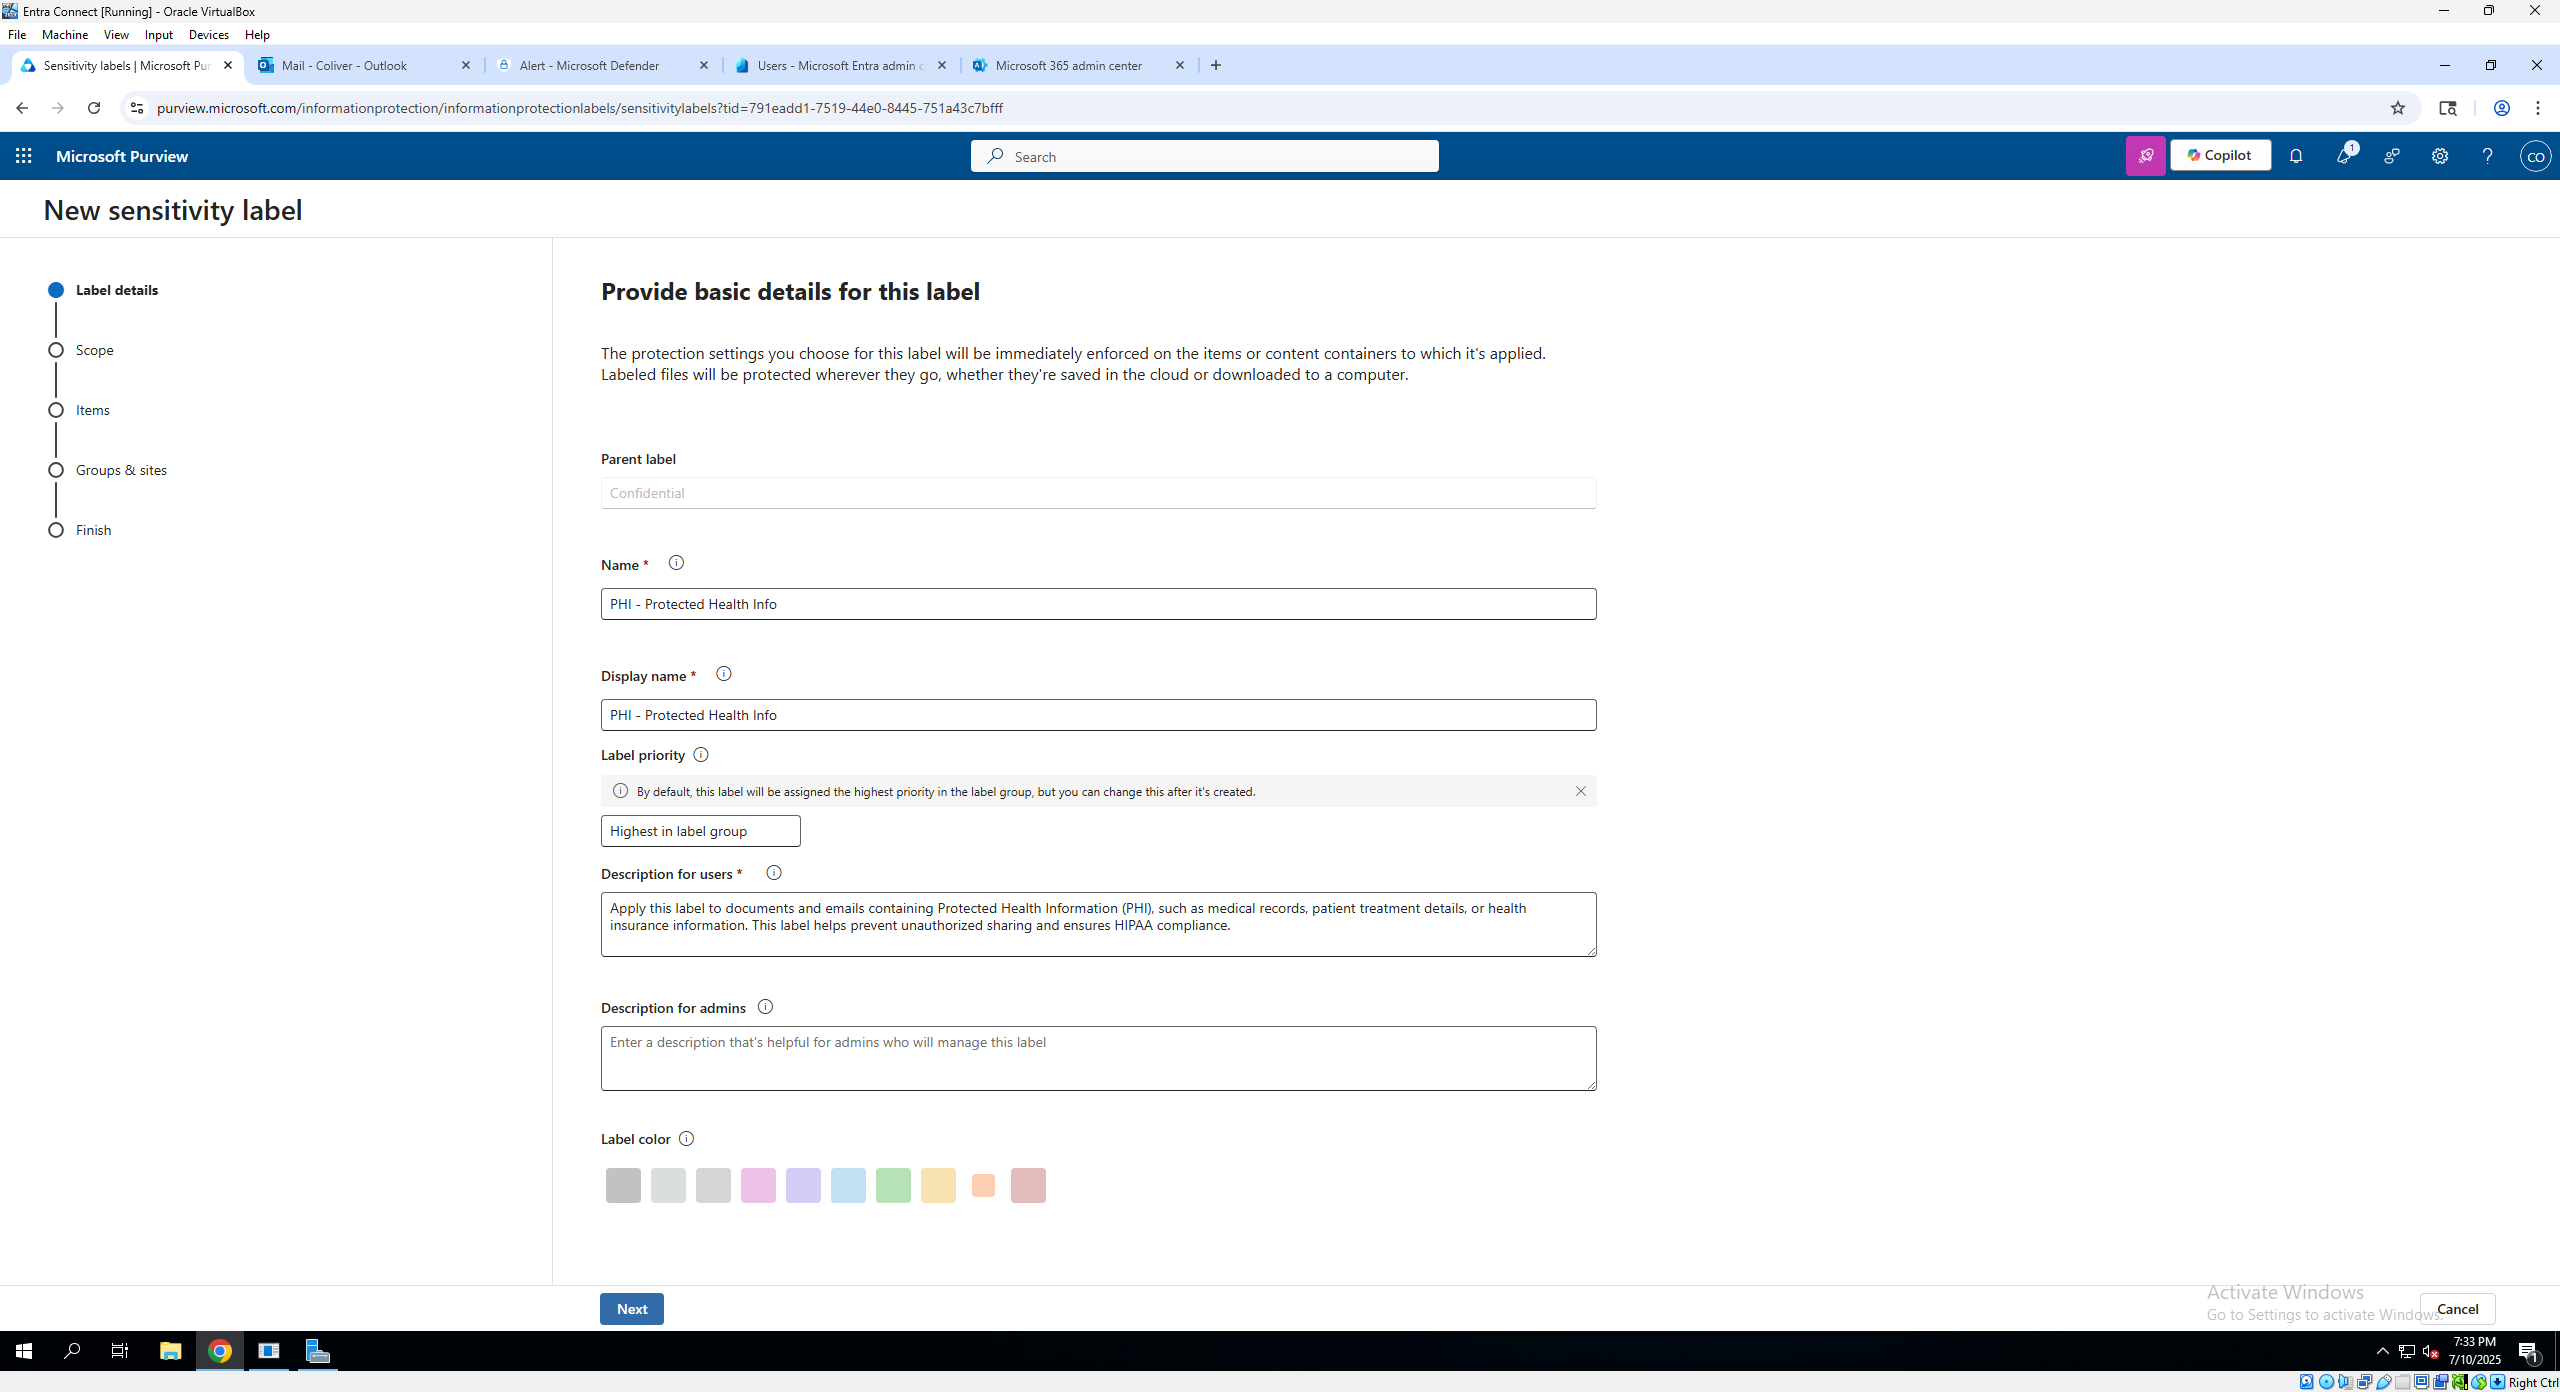 Entra Connect [Running] - Oracle VirtualBox
File Machine View Input Devices Help
Sensitivity labels | Microsoft Pur
Mail - Coliver - Outlook
Alert - Microsoft Defender
Users - Microsoft Entra admin c
Microsoft 365 admin center
purview.microsoft.com/informationprotection/informationprotectionlabels/sensitivitylabels?tid=791eadd1-7519-44e0-8445-751a43c7bfff
Microsoft Purview
Search
Copilot
1
CO
New sensitivity label
Label details
Scope
Items
Groups & sites
Finish
Provide basic details for this label
The protection settings you choose for this label will be immediately enforced on the items or content containers to which it's applied.
Labeled files will be protected wherever they go, whether they're saved in the cloud or downloaded to a computer.
Parent label
Confidential
Name *
PHI - Protected Health Info
Display name *
PHI - Protected Health Info
Label priority
By default, this label will be assigned the highest priority in the label group, but you can change this after it's created.
Highest in label group
Description for users *
Apply this label to documents and emails containing Protected Health Information (PHI), such as medical records, patient treatment details, or health
insurance information. This label helps prevent unauthorized sharing and ensures HIPAA compliance.
Description for admins
Enter a description that's helpful for admins who will manage this label
Label color
Next
Activate Windows
Go to Settings to activate Windows.
Cancel
7:33 PM
7/10/2025
1
Right Ctrl